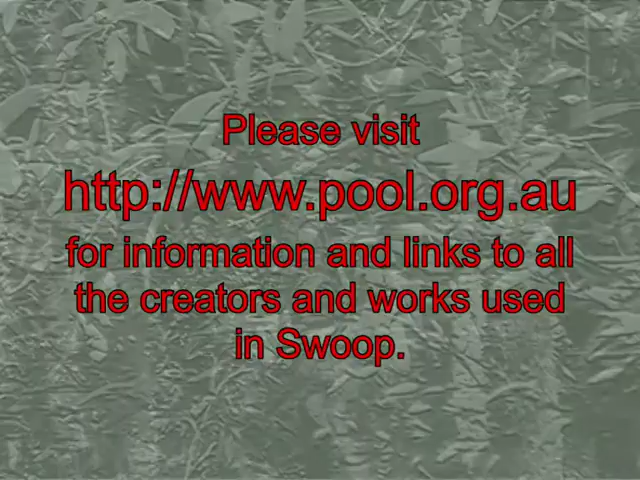 Please visit
http://www.pool.org.au
for information and links to all
the creators and works used
in Swoop.